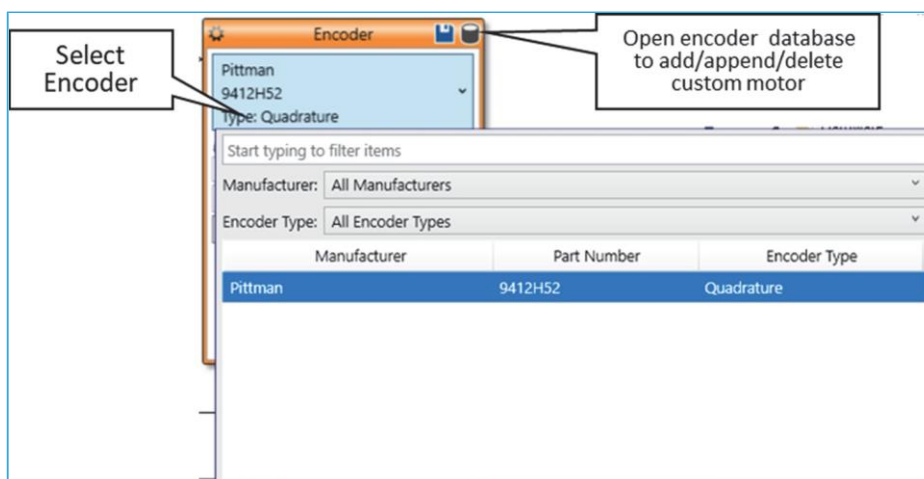 Encoder
Select
Encoder
Open encoder database
to add/append/delete
custom motor
Pittman
9412H52
Type: Quadrature
Start typing to filter items
Manufacturer: All Manufacturers
Encoder Type: All Encoder Types
Manufacturer Part Number Encoder Type
Pittman 9412H52 Quadrature